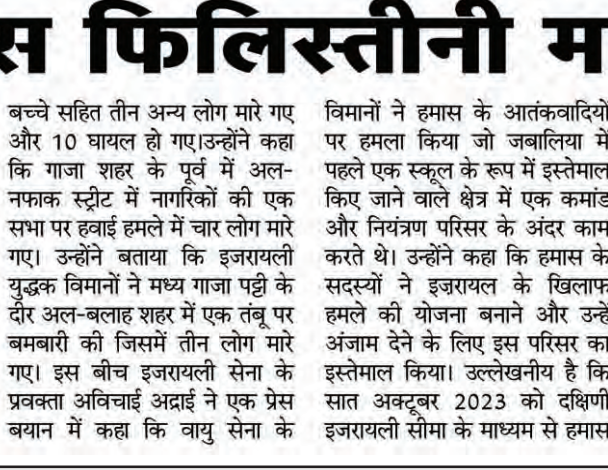 स फिलिस्तीनी म
बच्चे सहित तीन अन्य लोग मारे गए
और 10 घायल हो गए।उन्होंने कहा
कि गाजा शहर के पूर्व में अल-
नफाक स्ट्रीट में नागरिकों की एक
सभा पर हवाई हमले में चार लोग मारे
गए। उन्होंने बताया कि इजरायली
युद्धक विमानों ने मध्य गाजा पट्टी के
दीर अल-बलाह शहर में एक तंबू पर
बमबारी की जिसमें तीन लोग मारे
गए। इस बीच इजरायली सेना के
प्रवक्ता अविचाई अद्राई ने एक प्रेस
बयान में कहा कि वायु सेना के
विमानों ने हमास के आतंकवादियो
पर हमला किया जो जबालिया में
पहले एक स्कूल के रूप में इस्तेमाल
किए जाने वाले क्षेत्र में एक कमांड
और नियंत्रण परिसर के अंदर काम
करते थे। उन्होंने कहा कि हमास के
सदस्यों ने इज़रायल के खिलाफ
हमले की योजना बनाने और उन्हे
अंजाम देने के लिए इस परिसर का
इस्तेमाल किया। उल्लेखनीय है कि
सात अक्टूबर 2023 को दक्षिणी
इजरायली सीमा के माध्यम से हमास